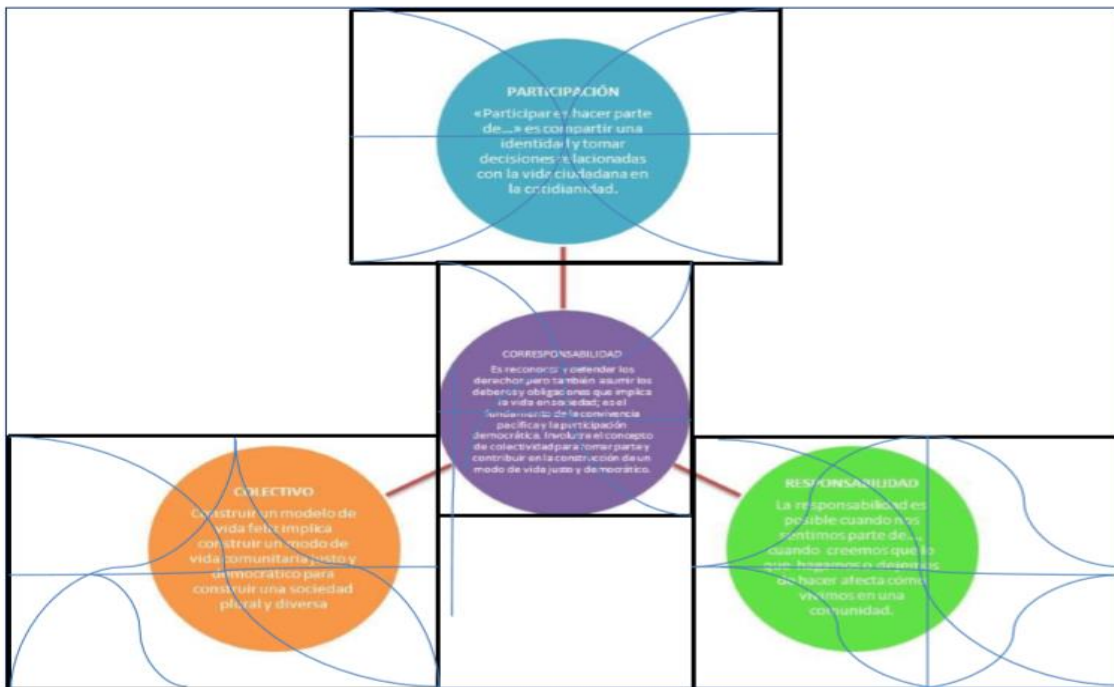 PARTICIPACIÓN
«Participar es hacer parte
de...» es compartir una
identidad y tomar
decisiones relacionadas
con la vida ciudadana en
la cotidianidad.
CORRESPONSABILIDAD
Es reconocer y defender los
derechos pero también asumir los
deberes y obligaciones que implica
la vida en sociedad; es el
fundamento de la convivencia
pacífica y la participación
democrática. Involucra el concepto
de colectividad para tomar parte y
contribuir en la construcción de un
modo de vida justo y democrático.
COLECTIVO
Construir un modelo de
vida feliz implica
construir un modo de
vida comunitaria justo y
democrático para
construir una sociedad
plural y diversa
RESPONSABILIDAD
La responsabilidad es
posible cuando nos
sentimos parte de...,
cuando creemos que lo
que hagamos o dejemos
de hacer afecta cómo
vivimos en una
comunidad.